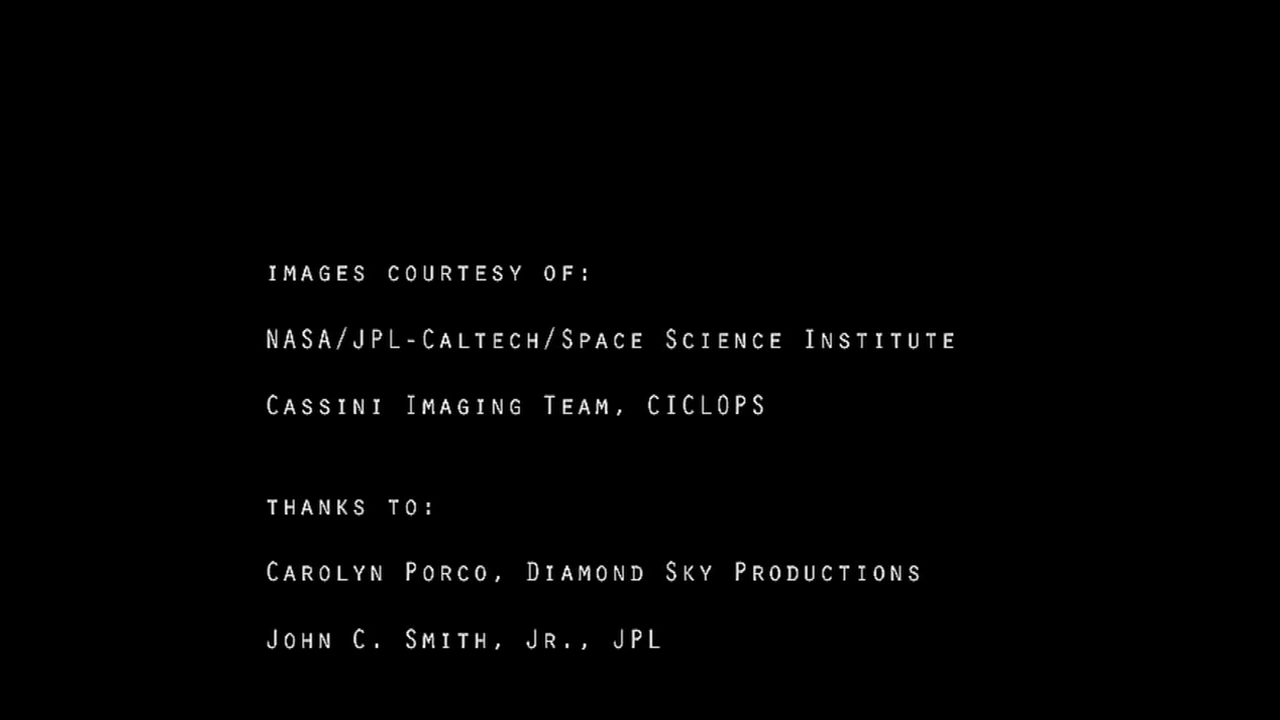 IMAGES COURTESY OF:
NASA/JPL-CALTECH/SPACE SCIENCE INSTITUTE
CASSINI IMAGING TEAM, CICLOPS
THANKS TO:
CAROLYN PORCO, DIAMOND SKY PRODUCTIONS
JOHN C. SMITH, JR., JPL